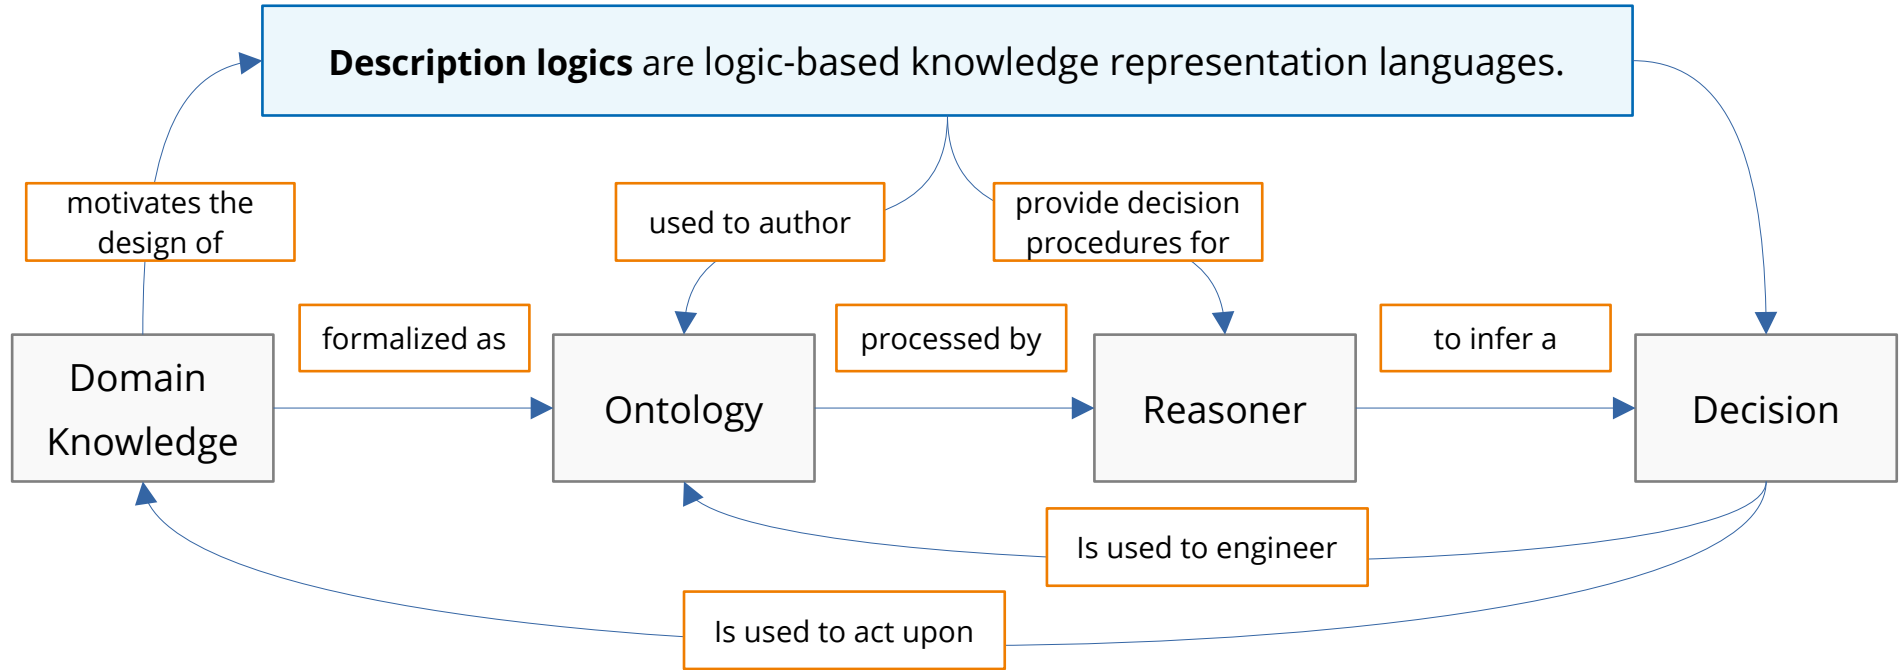 Description logics are logic-based knowledge representation languages.
motivates the
design of
used to author
provide decision
procedures for
formalized as
processed by
to infer a
Domain
Knowledge
Ontology
Reasoner
Decision
Is used to engineer
Is used to act upon